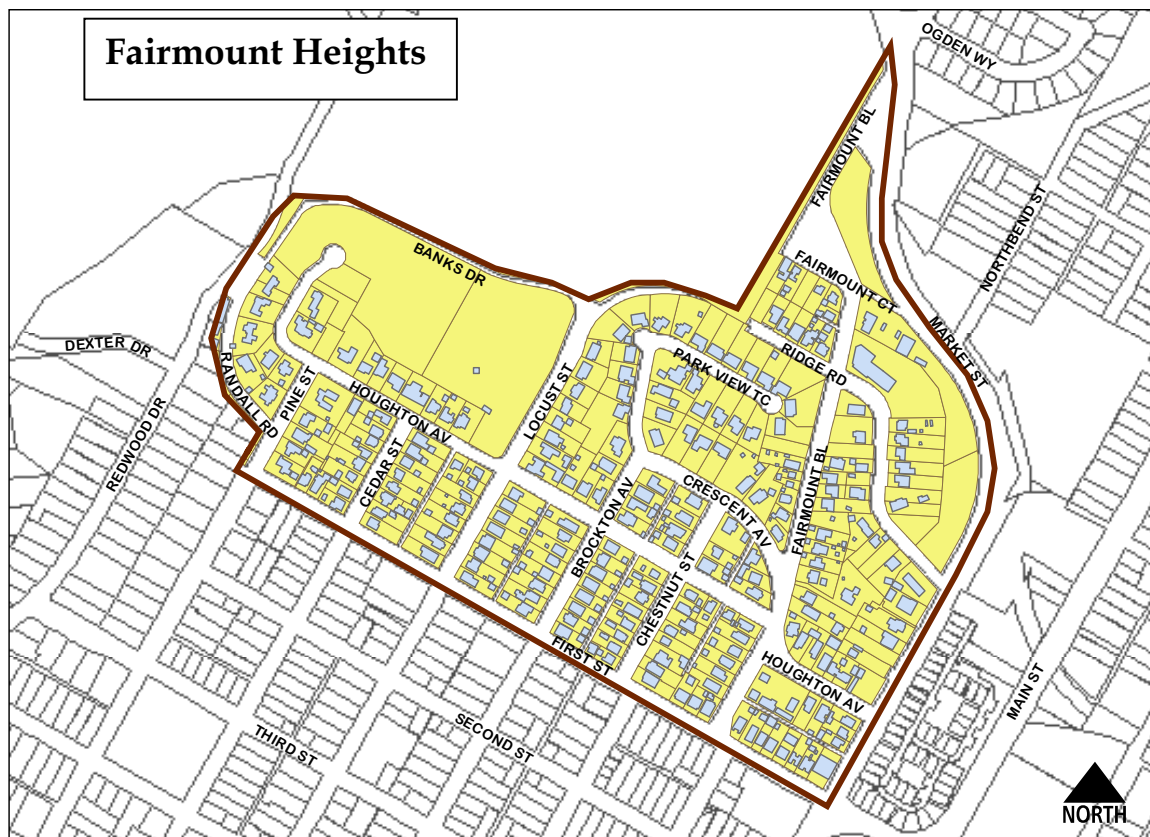 Fairmount Heights
OGDEN WY
FAIRMOUNT BL
NORTHBEND ST
BANKS DR
FAIRMOUNT CT
MARKET ST
DEXTER DR
RANDALL RD
PINE ST
HOUGHTON AV
LOCUST ST
PARK VIEW TC
RIDGE RD
REDWOOD DR
CEDAR ST
BROCKTON AV
CRESCENT AV
FAIRMOUNT BL
CHESTNUT ST
FIRST ST
HOUGHTON AV
MAIN ST
SECOND ST
THIRD ST
NORTH